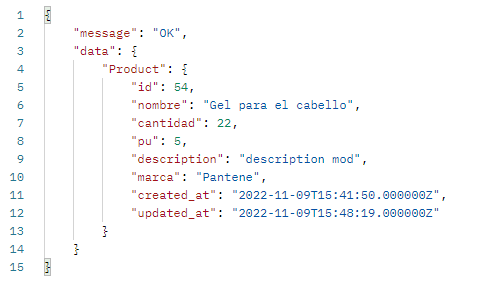 1 {
2 "message": "OK",
3 "data": {
4 "Product": {
5 "id": 54,
6 "nombre": "Gel para el cabello",
7 "cantidad": 22,
8 "pu": 5,
9 "description": "description mod",
10 "marca": "Pantene",
11 "created_at": "2022-11-09T15:41:50.000000Z",
12 "updated_at": "2022-11-09T15:48:19.000000Z"
13 }
14 }
15 }